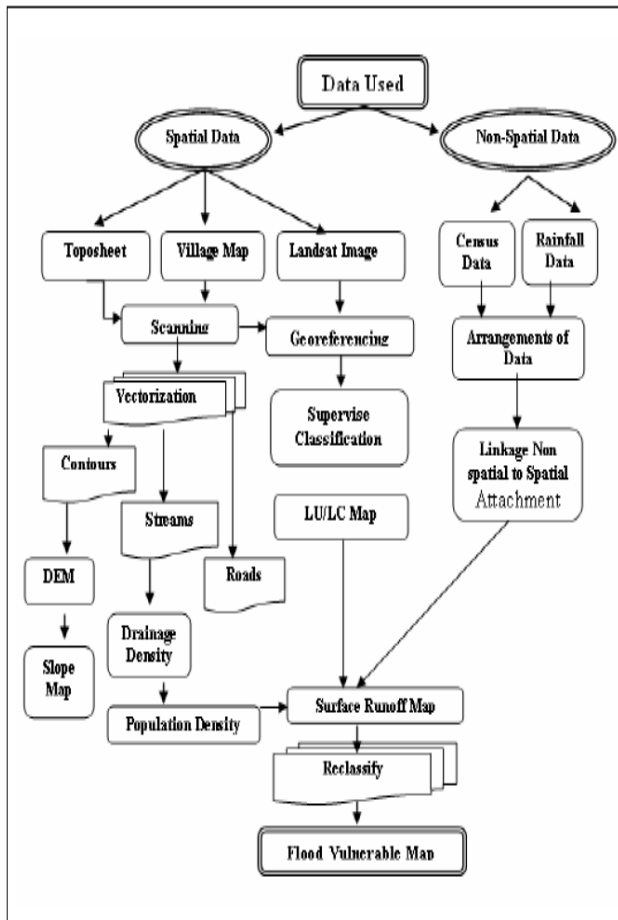 Data Used
Spatial Data
Non-Spatial Data
Toposheet
Village Map
Landsat Image
Census
Data
Rainfall
Data
Scanning
Georeferencing
Arrangements of
Data
Vectorization
Supervise
Classification
Contours
Linkage Non
spatial to Spatial
Attachment
Streams
LU/LC Map
DEM
Roads
Drainage
Density
Slope
Map
Population Density
Surface Runoff Map
Reclassify
Flood Vulnerable Map